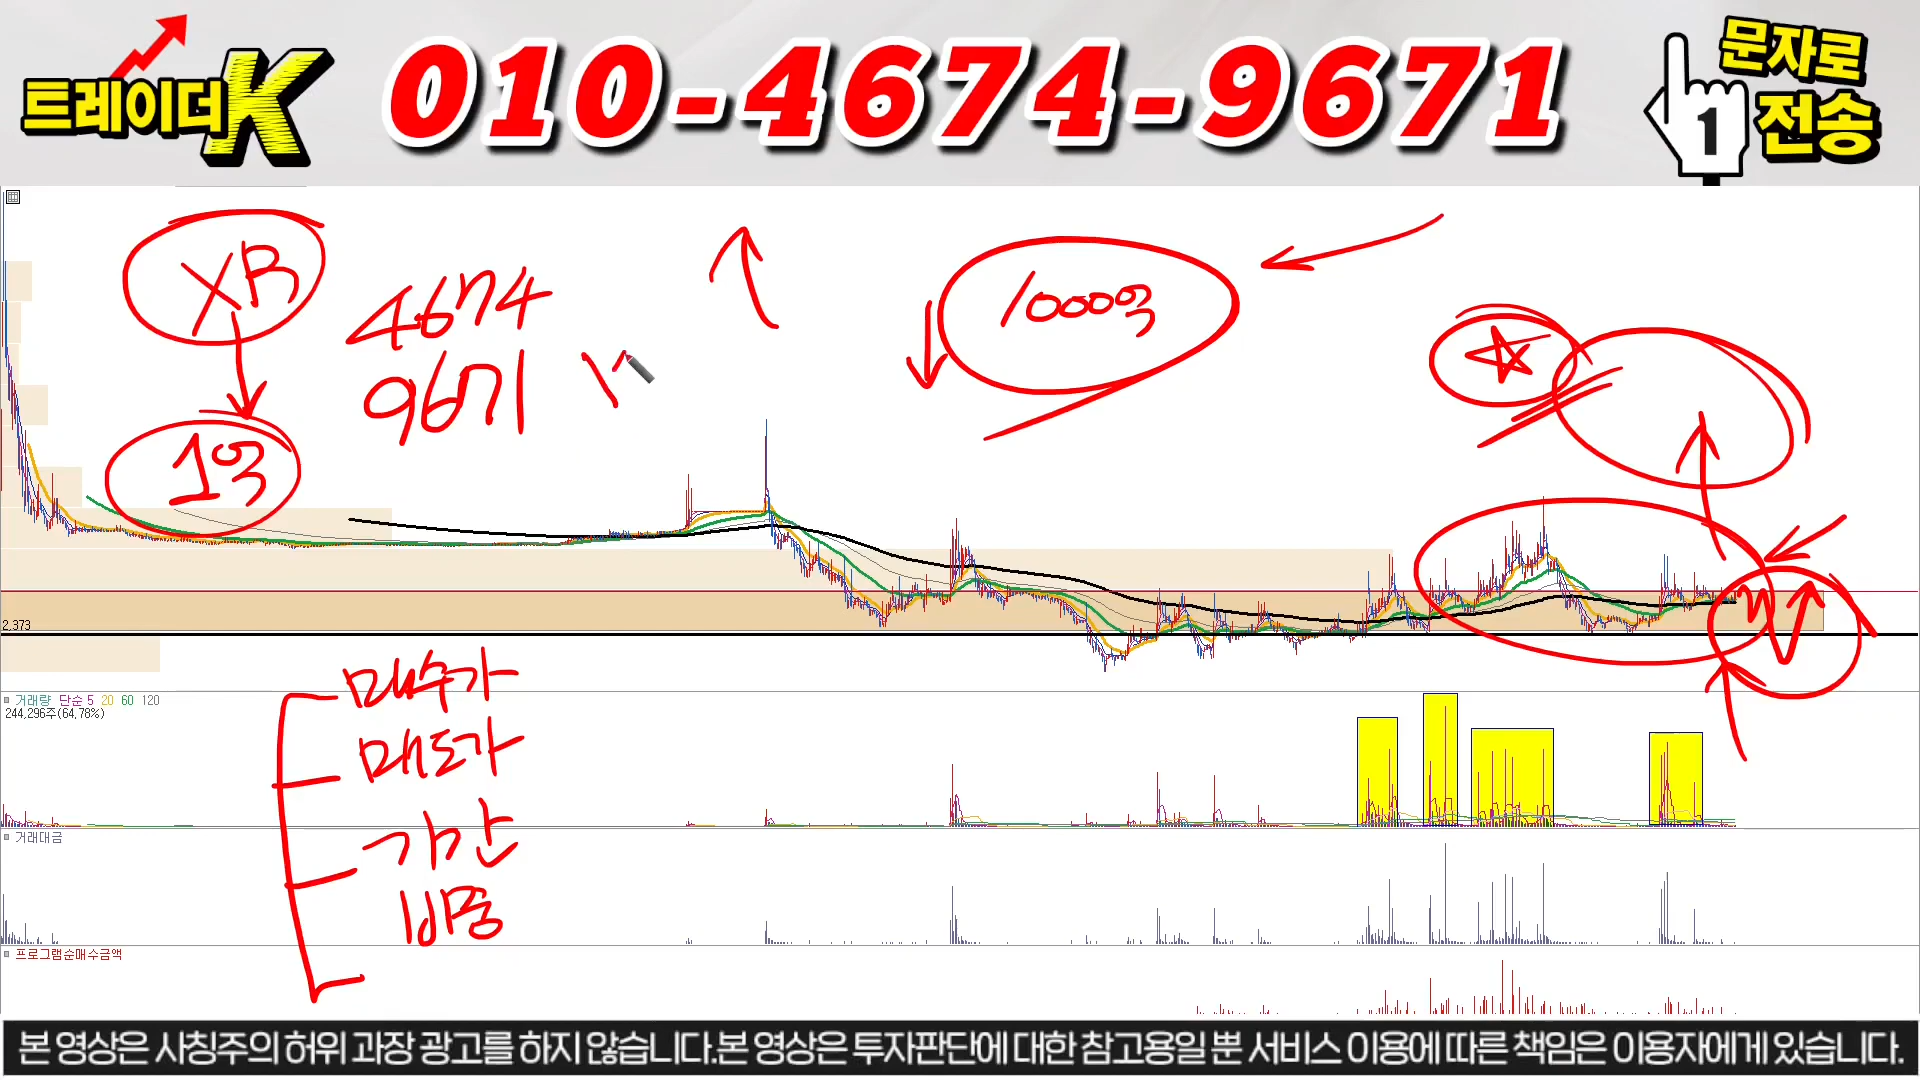 트레이더K
010-4674-9671
문자로
1 전송
XR
4674
9671
1000억
1억
2,373
매수가
매도가
기간
비중
거래량 단순 5 20 60 120
244,296주(64,78%)
거래대금
프로그램순매수금액
본 영상은 사칭주의 허위 과장 광고를 하지 않습니다.본 영상은 투자판단에 대한 참고용일 뿐 서비스 이용에 따른 책임은 이용자에게 있습니다.